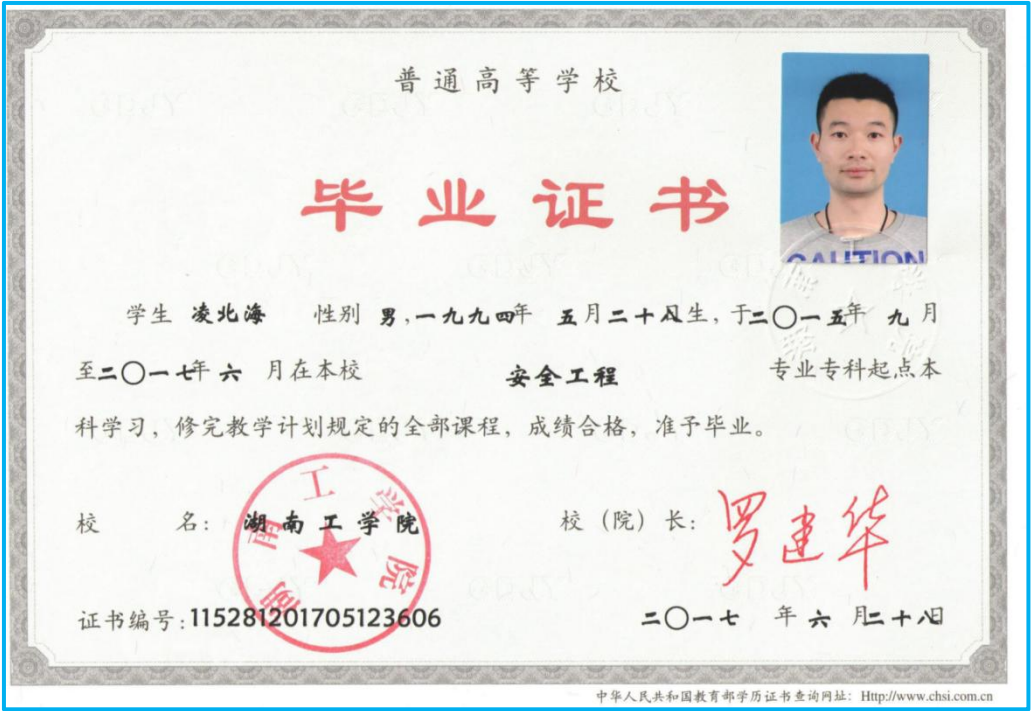 普通高等学校
毕业证书
CAUTION
学生 凌北海 性别 男，一九九四年 五月二十八生，于二〇一五年 九月
至二〇一七年 六 月在本校 安全工程 专业专科起点本
科学习，修完教学计划规定的全部课程，成绩合格，准予毕业。
校 名：湖南工学院 校（院）长：罗建华
湖南工学院
证书编号：115281201705123606 二〇一七 年 六 月二十八日
中华人民共和国教育部学历证书查询网址：Http://www.chsi.com.cn